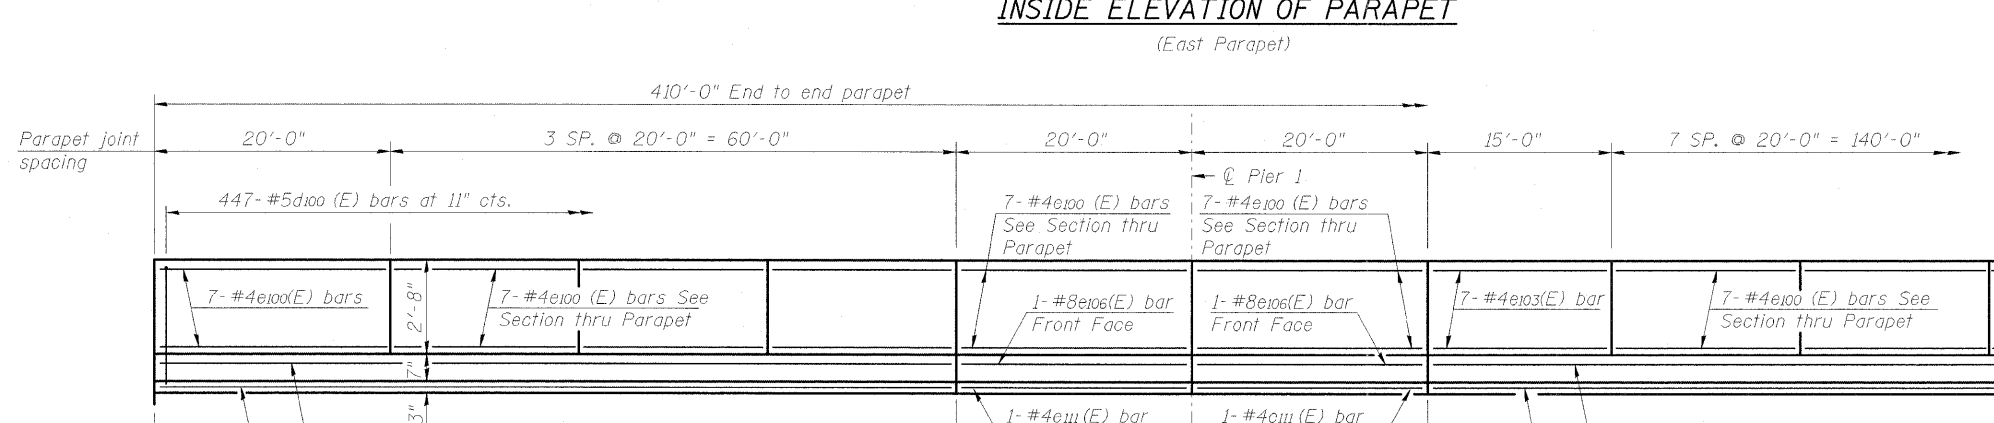 INSIDE ELEVATION OF PARAPET
(East Parapet)
410'-0" End to end parapet
Parapet joint
spacing
20'-0"
3 SP. @ 20'-0" = 60'-0"
20'-0"
20'-0"
15'-0"
7 SP. @ 20'-0" = 140'-0"
℄ Pier 1
447-#5d100 (E) bars at 11" cts.
7-#4e100 (E) bars
See Section thru
Parapet
7-#4e100 (E) bars
See Section thru
Parapet
7-#4e100(E) bars
2'-8"
7-#4e100 (E) bars See
Section thru Parapet
1-#8e106(E) bar
Front Face
1-#8e106(E) bar
Front Face
7-#4e103(E) bar
7-#4e100 (E) bars See
Section thru Parapet
7"
3"
1-#4e111(E) bar
1-#4e111(E) bar